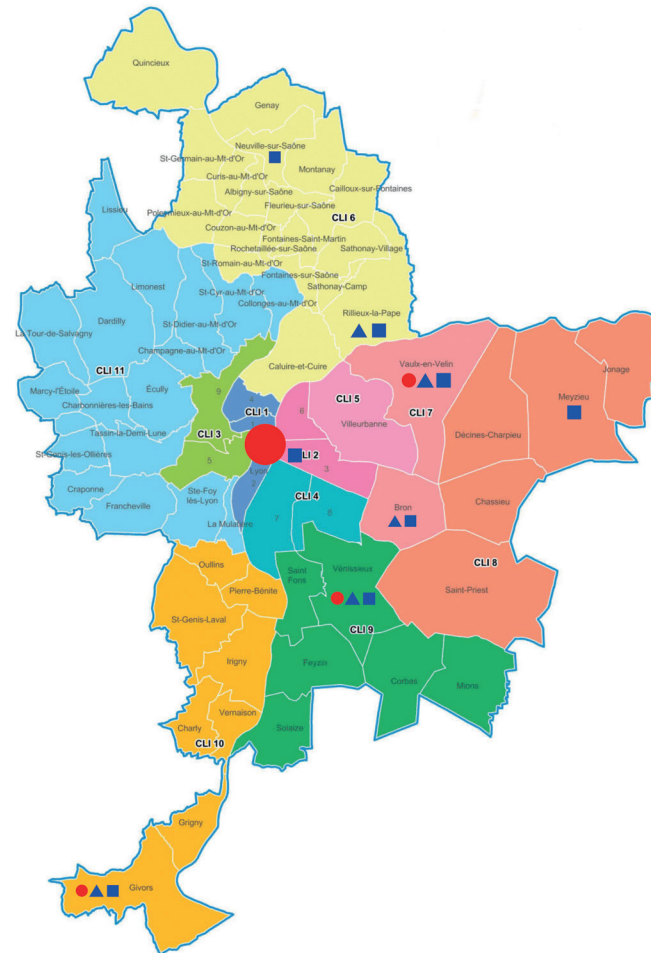 Quincieux
Genay
Neuville-sur-Saône
St-Germain-au-Mt-d'Or
Montanay
Curis-au-Mt-d'Or
Cailloux-sur-Fontaines
Albigny-sur-Saône
Fleurieu-sur-Saône
Lissieu
Poleymieux-au-Mt-d'Or
CLI 6
Couzon-au-Mt-d'Or
Fontaines-Saint-Martin
Rochetaillée-sur-Saône
Sathonay-Village
St-Romain-au-Mt-d'Or
Fontaines-sur-Saône
Limonest
St-Cyr-au-Mt-d'Or
Sathonay-Camp
Collonges-au-Mt-d'Or
Rillieux-la-Pape
Dardilly
St-Didier-au-Mt-d'Or
La Tour-de-Salvagny
Champagne-au-Mt-d'Or
Vaulx-en-Velin
Jonage
Caluire-et-Cuire
CLI 11
CLI 5
Meyzieu
Marcy-l'Étoile
Écully
9
4
CLI 7
Charbonnières-les-Bains
CLI 1
6
Villeurbanne
1
Tassin-la-Demi-Lune
CLI 3
Décines-Charpieu
St-Genis-les-Ollières
5
LI 2
Lyon
3
Craponne
Ste-Foy
lès-Lyon
2
CLI 4
Francheville
Chassieu
La Mulatière
7
8
Bron
Oullins
Saint
Fons
Vénissieux
CLI 8
Pierre-Bénite
Saint-Priest
St-Genis-Laval
CLI 9
Irigny
Feyzin
Corbas
Mions
Vernaison
Charly
Solaize
CLI 10
Grigny
Givors